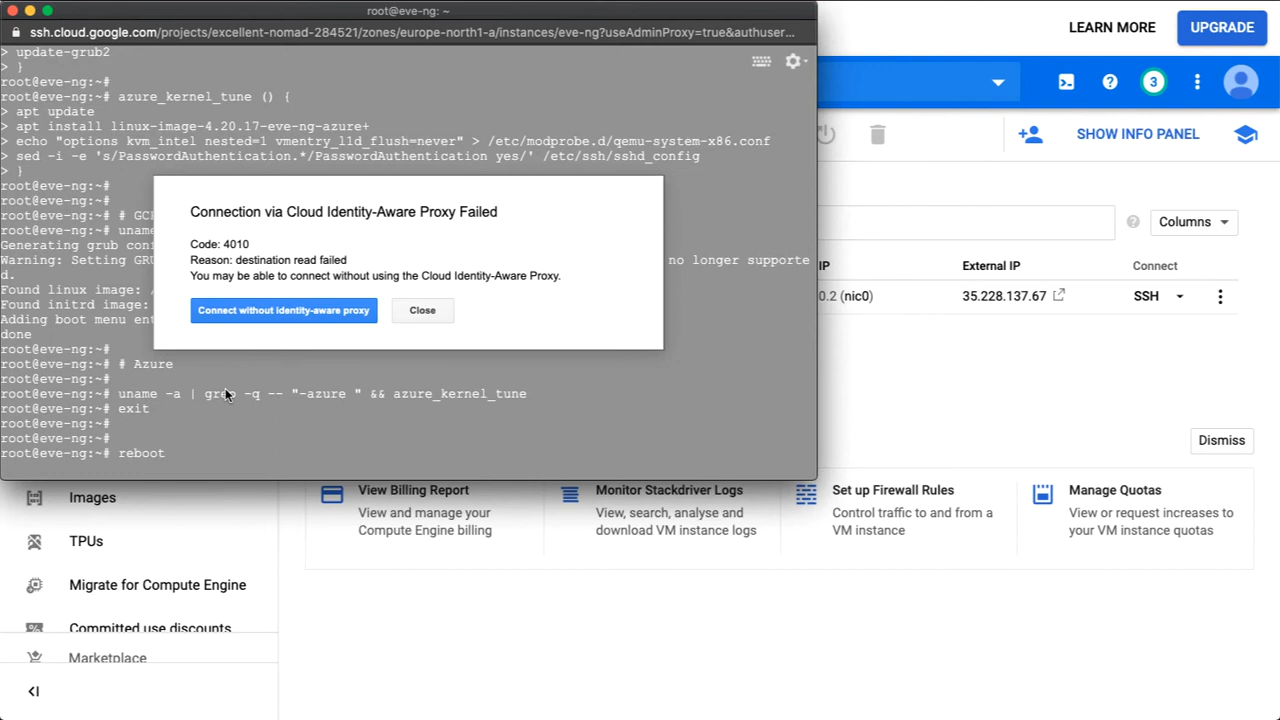 root@eve-ng: ~
ssh.cloud.google.com/projects/excellent-nomad-284521/zones/europe-north1-a/instances/eve-ng?useAdminProxy=true&authuser...
> update-grub2
> }
root@eve-ng:~#
root@eve-ng:~# azure_kernel_tune () {
> apt update
> apt install linux-image-4.20.17-eve-ng-azure+
> echo "options kvm_intel nested=1 vmentry_l1d_flush=never" > /etc/modprobe.d/qemu-system-x86.conf
> sed -i -e 's/PasswordAuthentication.*/PasswordAuthentication yes/' /etc/ssh/sshd_config
> }
root@eve-ng:~#
root@eve-ng:~#
root@eve-ng:~# # GC
root@eve-ng:~# unam
Generating grub con
Warning: Setting GRU no longer supporte
d.
Found linux image:
Found initrd image:
Adding boot menu ent
done
root@eve-ng:~#
root@eve-ng:~# # Azure
root@eve-ng:~#
root@eve-ng:~# uname -a | grep -q -- "-azure " && azure_kernel_tune
root@eve-ng:~# exit
root@eve-ng:~#
root@eve-ng:~#
root@eve-ng:~# reboot
Connection via Cloud Identity-Aware Proxy Failed
Code: 4010
Reason: destination read failed
You may be able to connect without using the Cloud Identity-Aware Proxy.
Connect without identity-aware proxy
Close
LEARN MORE
UPGRADE
3
SHOW INFO PANEL
Columns
IP
External IP
Connect
0.2 (nic0)
35.228.137.67
SSH
Dismiss
View Billing Report
View and manage your
Compute Engine billing
Monitor Stackdriver Logs
View, search, analyse and
download VM instance logs
Set up Firewall Rules
Control traffic to and from a
VM instance
Manage Quotas
View or request increases to
your VM instance quotas
Images
TPUs
Migrate for Compute Engine
Committed use discounts
Marketplace